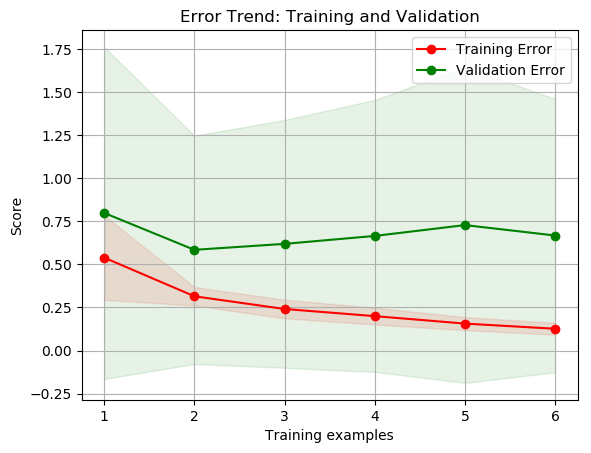 Error Trend: Training and Validation
Training Error
Validation Error
1.75
1.50
1.25
1.00
0.75
0.50
0.25
0.00
−0.25
Score
1 2 3 4 5 6
Training examples